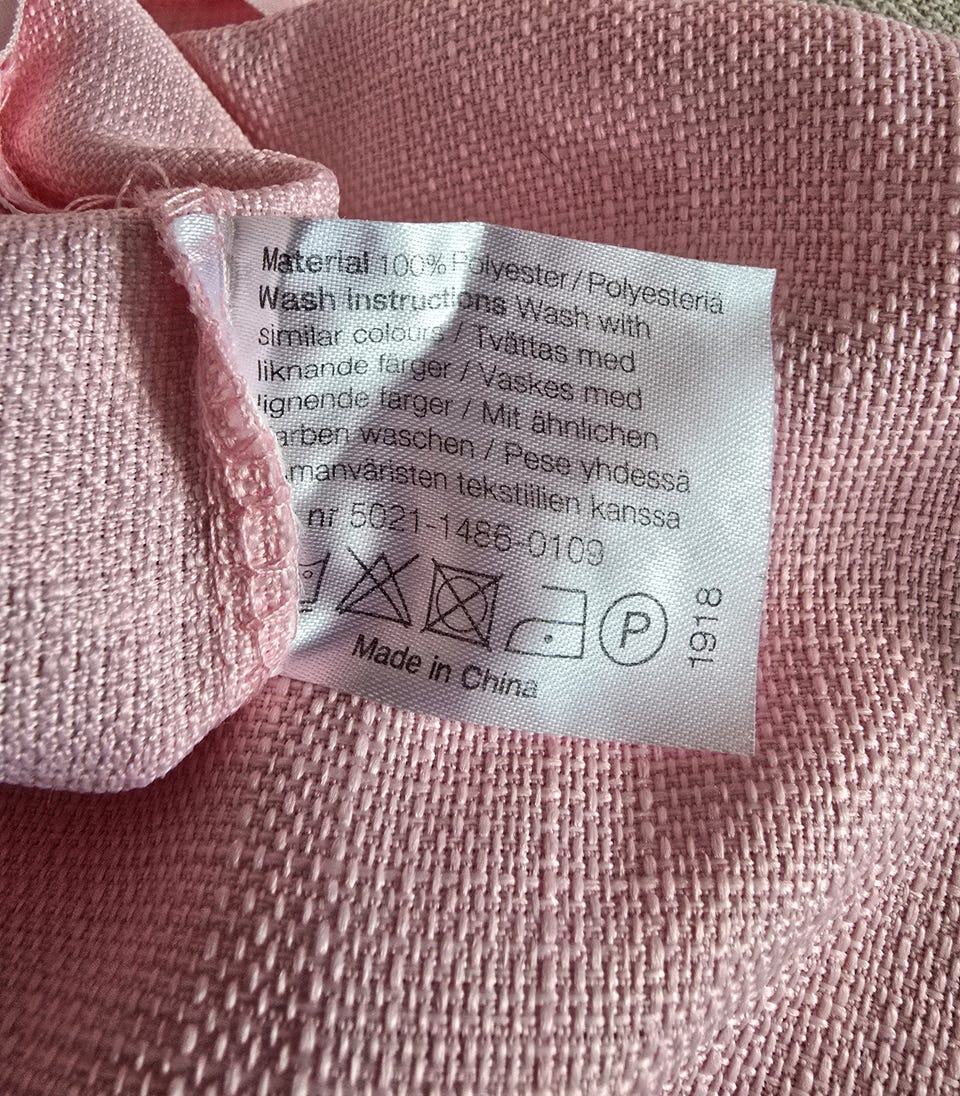 Material 100% Polyester / Polyesteriä
Wash instructions Wash with
similar colours / Tvättas med
liknande färger / Vaskes med
lignende farger / Mit ähnlichen
arben waschen / Pese yhdessä
manväristen tekstiilien kanssa
nr 5021-1486-0109
P
1918
Made in China